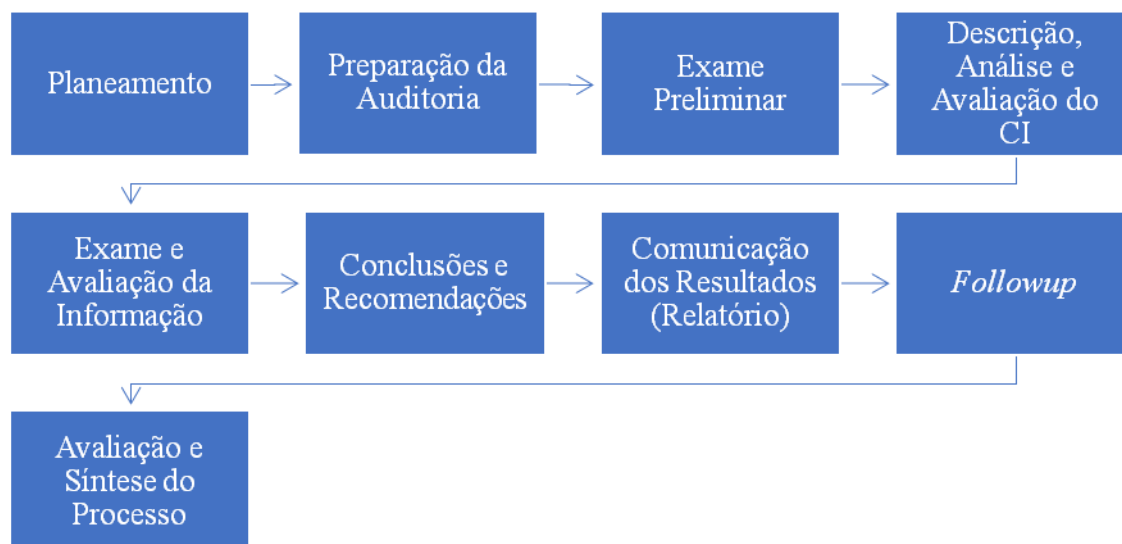 Planeamento
Preparação da
Auditoria
Exame
Preliminar
Descrição,
Análise e
Avaliação do
CI
Exame e
Avaliação da
Informação
Conclusões e
Recomendações
Comunicação
dos Resultados
(Relatório)
Followup
Avaliação e
Síntese do
Processo